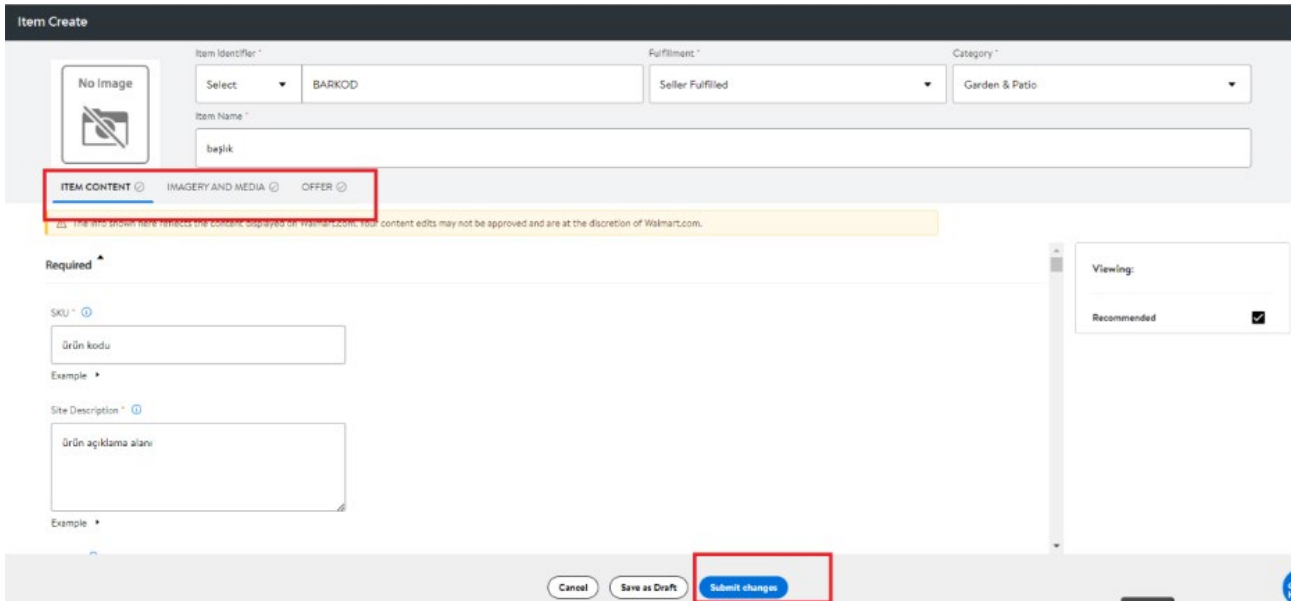 Item Create
Item Identifier * Fulfillment * Category *
No Image
Select BARKOD Seller Fulfilled Garden & Patio
Item Name *
başlık
ITEM CONTENT IMAGERY AND MEDIA OFFER
The info shown here reflects the content displayed on Walmart.com. Your content edits may not be approved and are at the discretion of Walmart.com.
Required
Viewing:
SKU *
Recommended
ürün kodu
Example
Site Description *
ürün açıklama alanı
Example
Cancel Save as Draft Submit changes